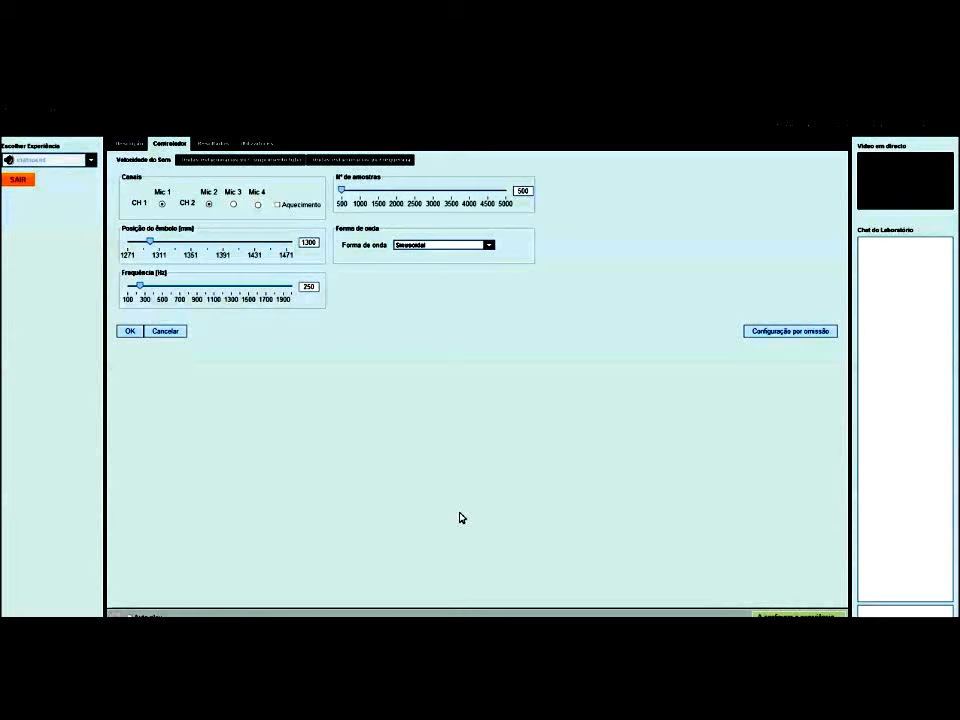 Escolher Experiência
SAIR
Descrição Controlador Resultados Utilizadores
Velocidade do Som
Canais
Mic 1 Mic 2 Mic 3 Mic 4
CH 1 CH 2 Aquecimento
Nº de amostras
500
500 1000 1500 2000 2500 3000 3500 4000 4500 5000
Posição do êmbolo [mm]
1300
1271 1311 1351 1391 1431 1471
Forma de onda
Forma de onda Sinusoidal
Frequência [Hz]
250
100 300 500 700 900 1100 1300 1500 1700 1900
OK Cancelar
Configuração por omissão
Video em directo
Chat do Laboratório